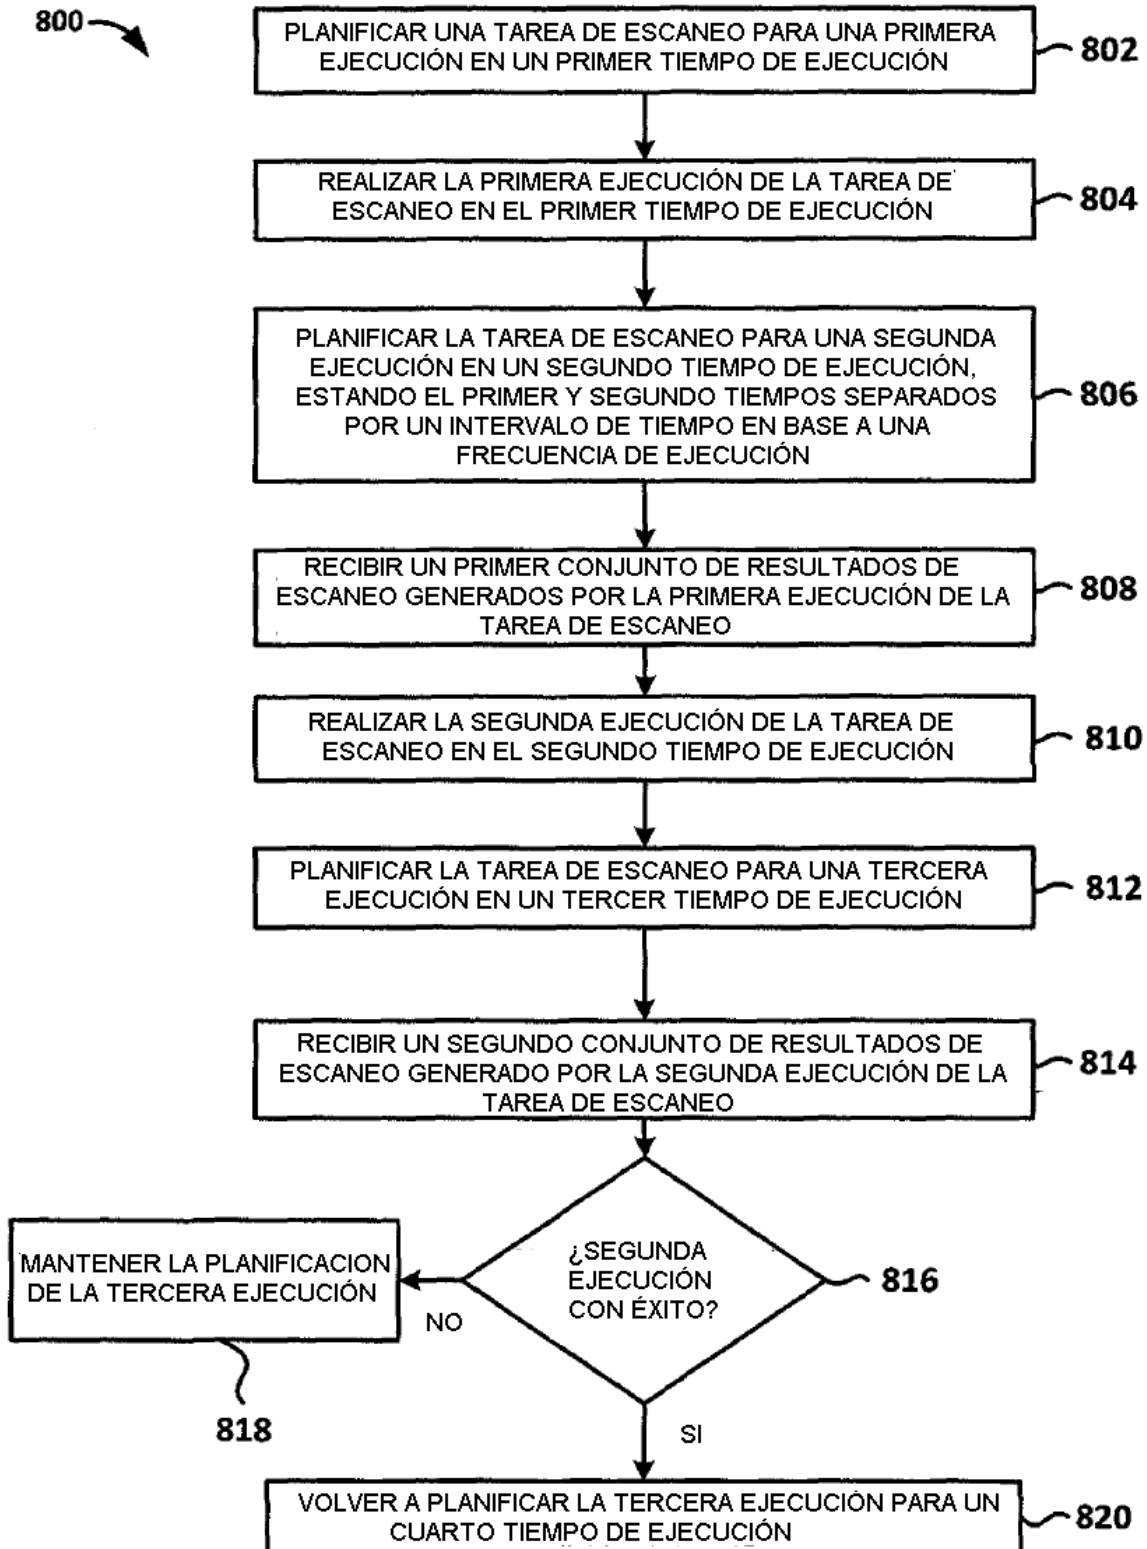 800
PLANIFICAR UNA TAREA DE ESCANEO PARA UNA PRIMERA
EJECUCIÓN EN UN PRIMER TIEMPO DE EJECUCIÓN
802
REALIZAR LA PRIMERA EJECUCIÓN DE LA TAREA DE
ESCANEO EN EL PRIMER TIEMPO DE EJECUCIÓN
804
PLANIFICAR LA TAREA DE ESCANEO PARA UNA SEGUNDA
EJECUCIÓN EN UN SEGUNDO TIEMPO DE EJECUCIÓN,
ESTANDO EL PRIMER Y SEGUNDO TIEMPOS SEPARADOS
POR UN INTERVALO DE TIEMPO EN BASE A UNA
FRECUENCIA DE EJECUCIÓN
806
RECIBIR UN PRIMER CONJUNTO DE RESULTADOS DE
ESCANEO GENERADOS POR LA PRIMERA EJECUCIÓN DE LA
TAREA DE ESCANEO
808
REALIZAR LA SEGUNDA EJECUCIÓN DE LA TAREA DE
ESCANEO EN EL SEGUNDO TIEMPO DE EJECUCIÓN
810
PLANIFICAR LA TAREA DE ESCANEO PARA UNA TERCERA
EJECUCIÓN EN UN TERCER TIEMPO DE EJECUCIÓN
812
RECIBIR UN SEGUNDO CONJUNTO DE RESULTADOS DE
ESCANEO GENERADO POR LA SEGUNDA EJECUCIÓN DE LA
TAREA DE ESCANEO
814
¿SEGUNDA
EJECUCIÓN
CON ÉXITO?
816
NO
MANTENER LA PLANIFICACION
DE LA TERCERA EJECUCIÓN
818
SI
VOLVER A PLANIFICAR LA TERCERA EJECUCIÓN PARA UN
CUARTO TIEMPO DE EJECUCIÓN
820